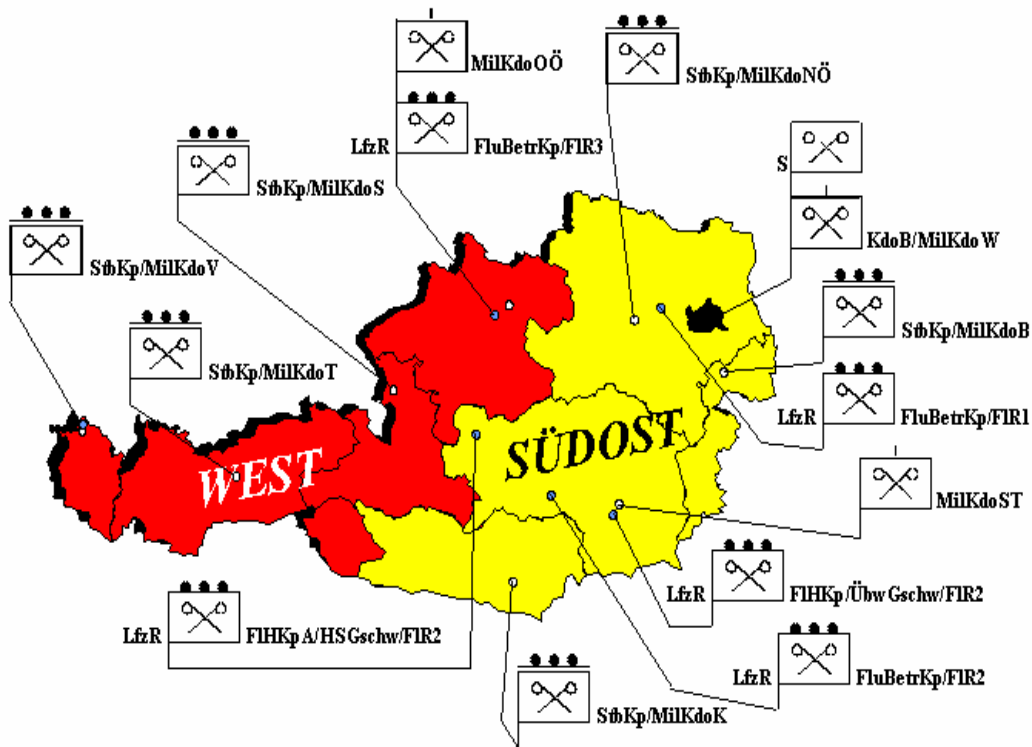 MilKdoOÖ
StbKp/MilKdoNÖ
LfzR FluBetrKp/FlR3
S
StbKp/MilKdoS
KdoB/MilKdoW
StbKp/MilKdoV
StbKp/MilKdoB
StbKp/MilKdoT
LfzR FluBetrKp/FlR1
WEST
SÜDOST
MilKdoST
LfzR FlHKp/ÜbwGschw/FlR2
LfzR FlHKpA/HSGschw/FlR2
LfzR FluBetrKp/FlR2
StbKp/MilKdoK